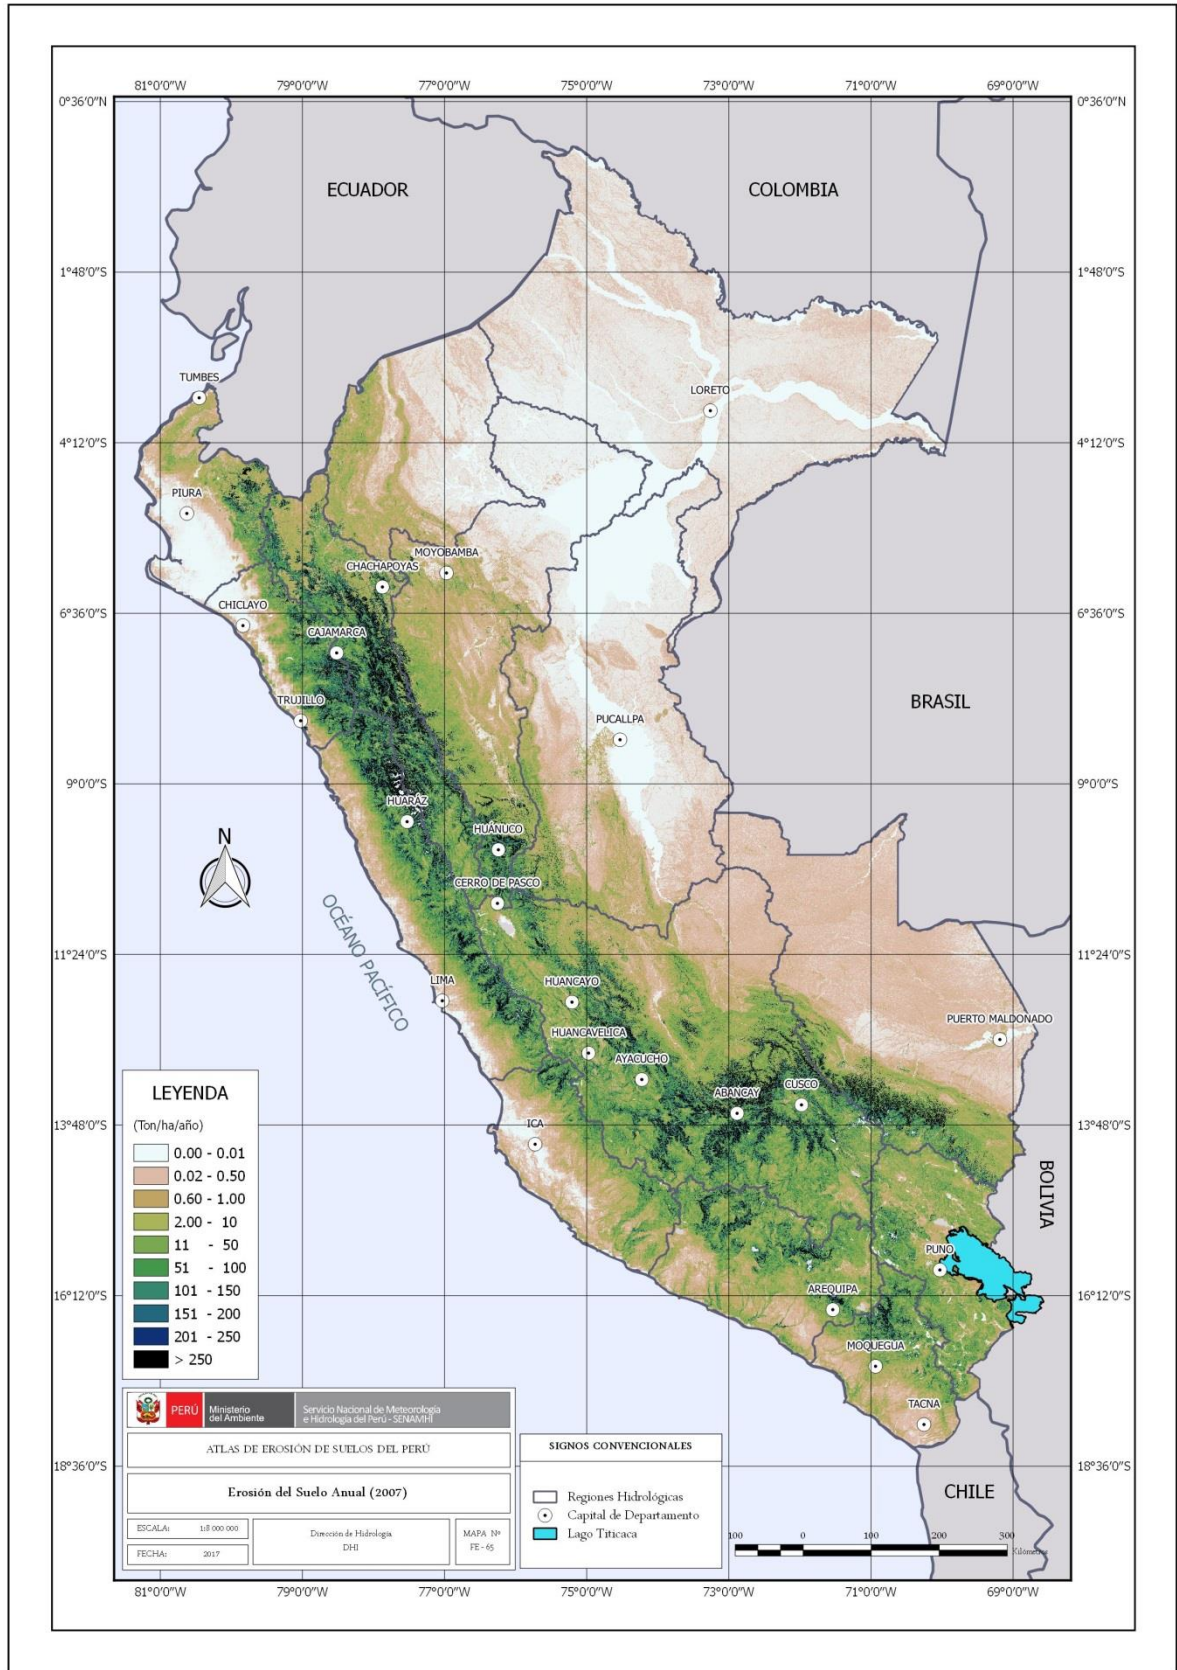 81°0'0"W 79°0'0"W 77°0'0"W 75°0'0"W 73°0'0"W 71°0'0"W 69°0'0"W
0°36'0"N 0°36'0"N
ECUADOR COLOMBIA
1°48'0"S 1°48'0"S
TUMBES
LORETO
4°12'0"S 4°12'0"S
PIURA
MOYOBAMBA
CHACHAPOYAS
6°36'0"S 6°36'0"S
CHICLAYO
CAJAMARCA
TRUJILLO
BRASIL
PUCALLPA
9°0'0"S 9°0'0"S
HUARÁZ
N
HUÁNUCO
CERRO DE PASCO
OCÉANO PACÍFICO
11°24'0"S 11°24'0"S
LIMA
HUANCAYO
PUERTO MALDONADO
HUANCAVELICA
AYACUCHO
ABANCAY
CUSCO
13°48'0"S 13°48'0"S
ICA
BOLIVIA
PUNO
16°12'0"S 16°12'0"S
AREQUIPA
MOQUEGUA
TACNA
18°36'0"S 18°36'0"S
CHILE
LEYENDA
(Ton/ha/año)
0.00 - 0.01
0.02 - 0.50
0.60 - 1.00
2.00 - 10
11 - 50
51 - 100
101 - 150
151 - 200
201 - 250
> 250
PERÚ
Ministerio
del Ambiente
Servicio Nacional de Meteorología
e Hidrología del Perú - SENAMHI
ATLAS DE EROSIÓN DE SUELOS DEL PERÚ
Erosión del Suelo Anual (2007)
ESCALA: 1:8 000 000
FECHA: 2017
Dirección de Hidrología
DHI
MAPA Nº
FE - 65
SIGNOS CONVENCIONALES
Regiones Hidrológicas
Capital de Departamento
Lago Titicaca
100 0 100 200 300
Kilómetros
81°0'0"W 79°0'0"W 77°0'0"W 75°0'0"W 73°0'0"W 71°0'0"W 69°0'0"W